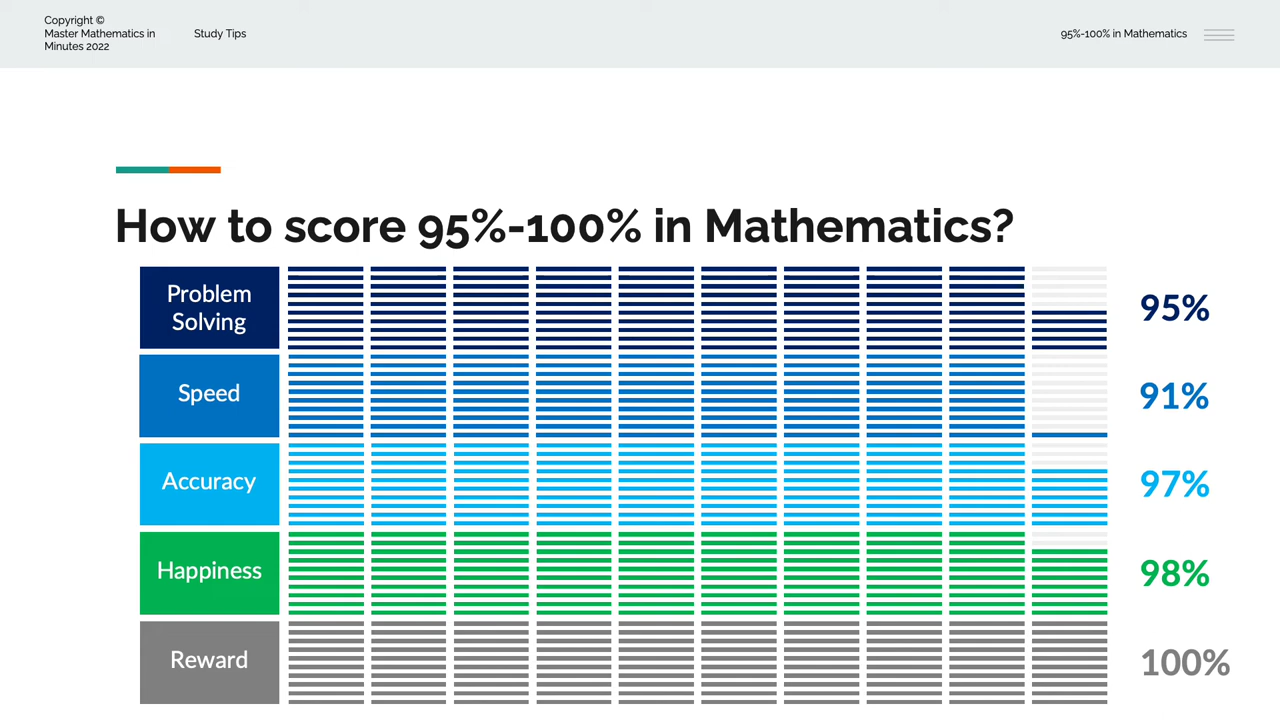 Copyright ©
Master Mathematics in
Minutes 2022
Study Tips
95%-100% in Mathematics
How to score 95%-100% in Mathematics?
Problem
Solving
95%
Speed
91%
Accuracy
97%
Happiness
98%
Reward
100%